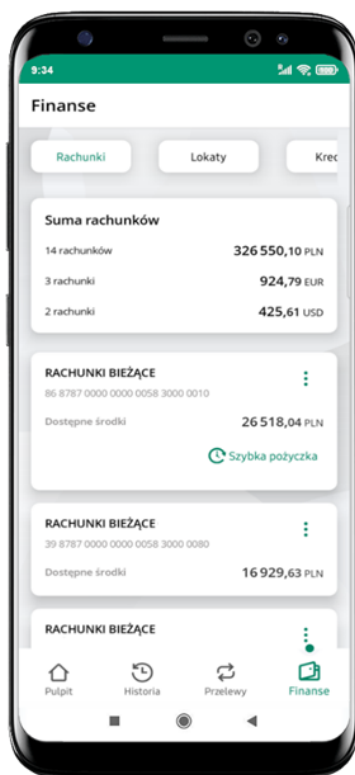 9:34
Finanse
Rachunki Lokaty Kred
Suma rachunków
14 rachunków 326 550,10 PLN
3 rachunki 924,79 EUR
2 rachunki 425,61 USD
RACHUNKI BIEŻĄCE
86 8787 0000 0000 0058 3000 0010
Dostępne środki 26 518,04 PLN
Szybka pożyczka
RACHUNKI BIEŻĄCE
39 8787 0000 0000 0058 3000 0080
Dostępne środki 16 929,63 PLN
RACHUNKI BIEŻĄCE
Pulpit Historia Przelewy Finanse